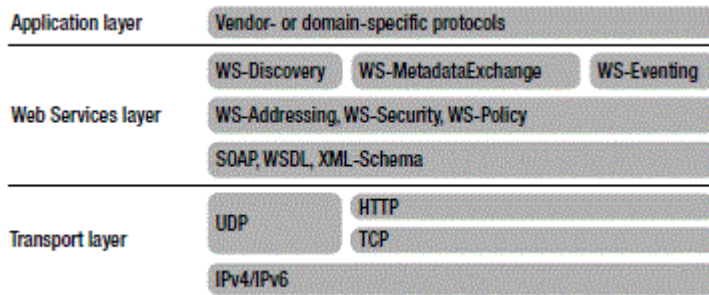 Application layer
Vendor- or domain-specific protocols
WS-Discovery
WS-MetadataExchange
WS-Eventing
Web Services layer
WS-Addressing, WS-Security, WS-Policy
SOAP, WSDL, XML-Schema
UDP
HTTP
Transport layer
TCP
IPv4/IPv6